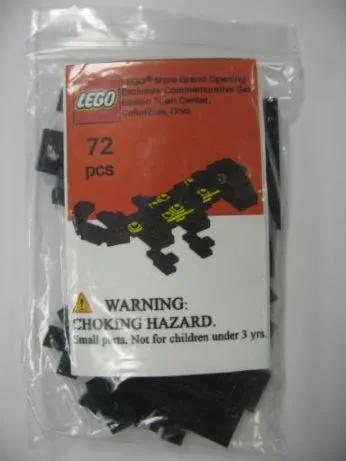 LEGO
LEGO® Store Grand Opening
Exclusive Commemorative Set
Easton Town Center,
Columbus, Ohio
72
pcs
WARNING:
CHOKING HAZARD.
Small parts. Not for children under 3 yrs.